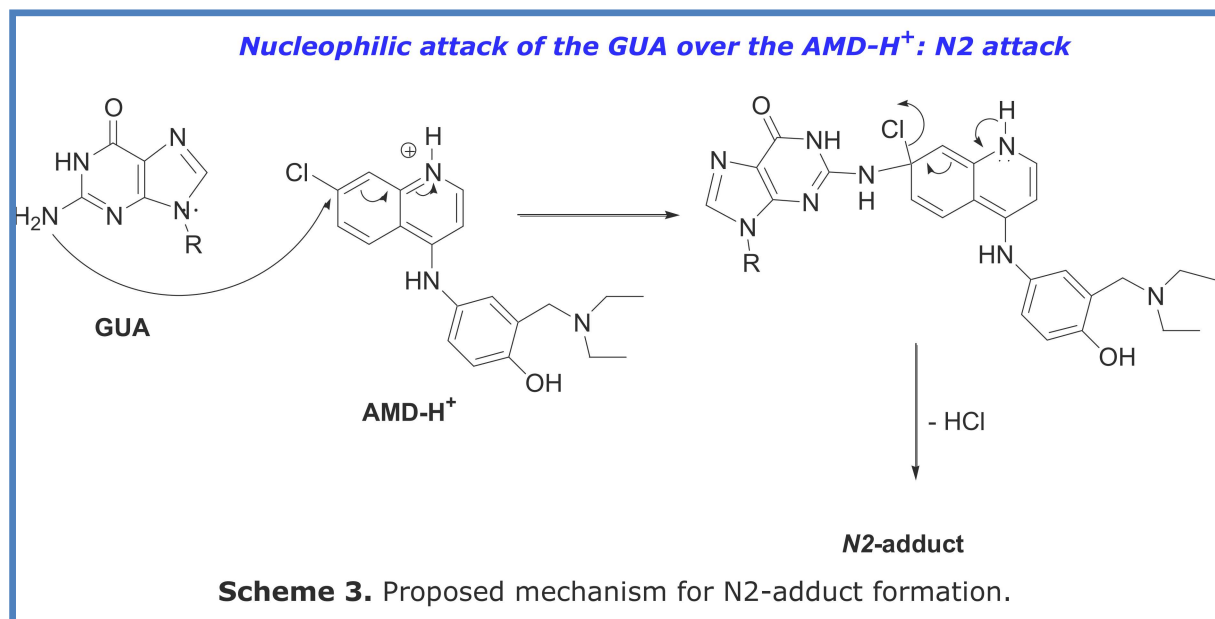 Nucleophilic attack of the GUA over the AMD-H+: N2 attack
O
N
HN
H2N
N
N
R
GUA
H
N
Cl
HN
N
OH
AMD-H+
O
N
NH
N
N
R
N
H
Cl
H
N
HN
N
OH
- HCl
N2-adduct
Scheme 3. Proposed mechanism for N2-adduct formation.